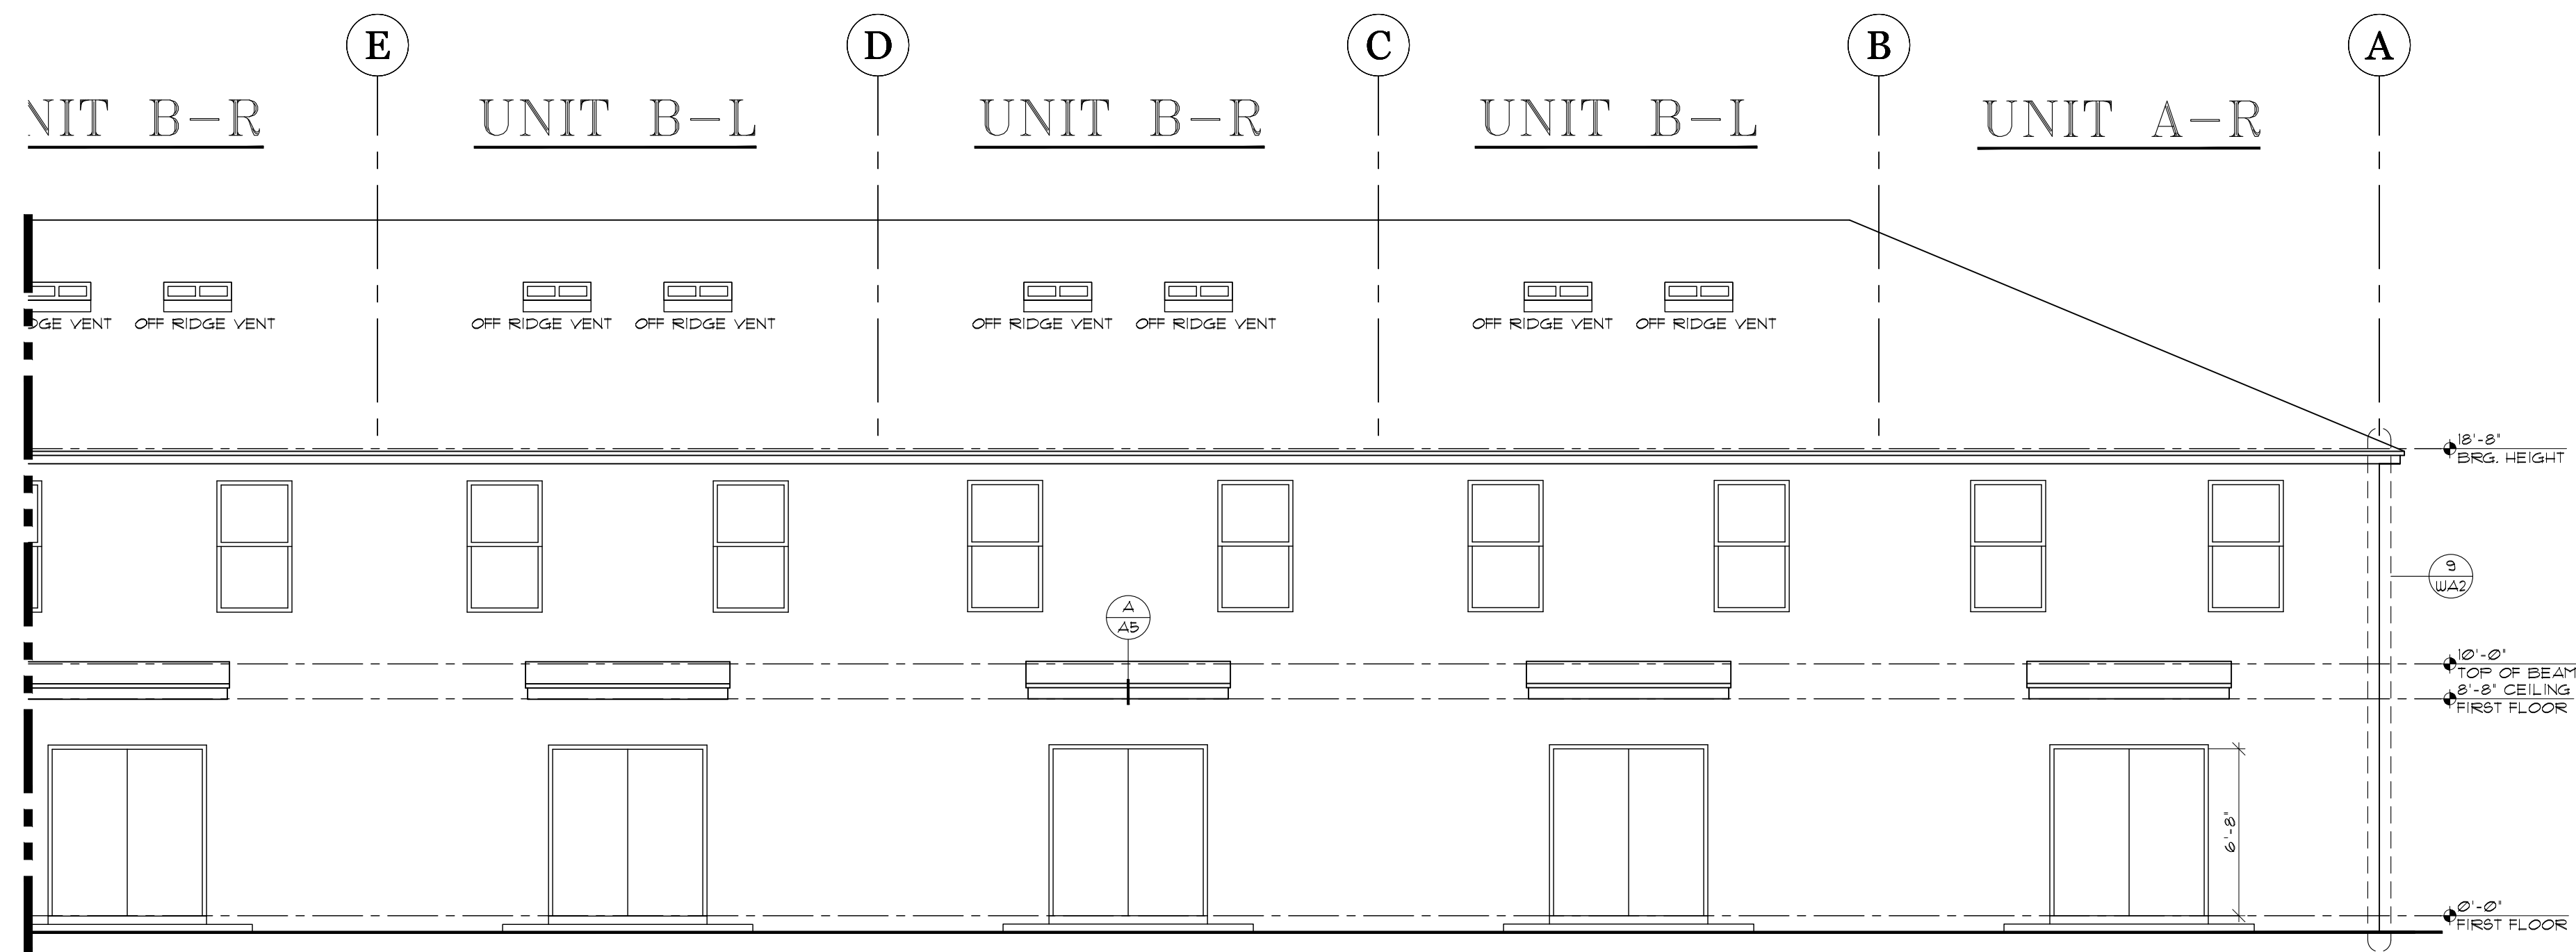 E D C B A
NIT B-R UNIT B-L UNIT B-R UNIT B-L UNIT A-R
DGE VENT OFF RIDGE VENT OFF RIDGE VENT OFF RIDGE VENT OFF RIDGE VENT OFF RIDGE VENT OFF RIDGE VENT OFF RIDGE VENT
18'-8"
BRG. HEIGHT
9
WA2
A
A5
10'-0"
TOP OF BEAM
8'-8" CEILING
FIRST FLOOR
6'-8"
0'-0"
FIRST FLOOR